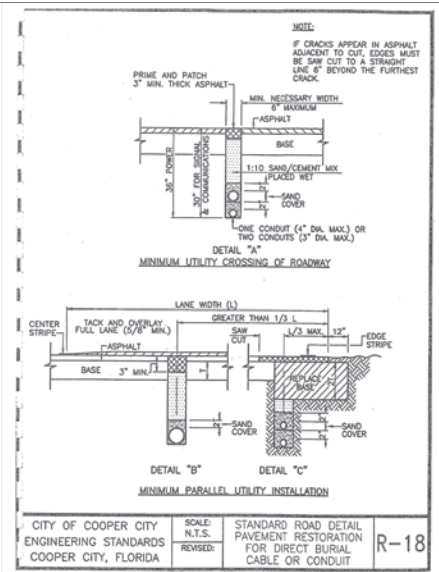 NOTE:
IF CRACKS APPEAR IN ASPHALT
ADJACENT TO CUT, EDGES MUST
BE SAW CUT TO A STRAIGHT
LINE 6" BEYOND THE FURTHEST
CRACK.
PRIME AND PATCH
3" MIN. THICK ASPHALT
MIN. NECESSARY WIDTH
6" MAXIMUM
ASPHALT
BASE
36" POWER
30" FOR SIGNAL
& COMMUNICATIONS
1:10 SAND/CEMENT MIX
PLACED WET
2"
SAND
COVER
2"
ONE CONDUIT (4" DIA. MAX.) OR
TWO CONDUITS (3" DIA. MAX.)
DETAIL "A"
MINIMUM UTILITY CROSSING OF ROADWAY
LANE WIDTH (L)
GREATER THAN 1/3 L
CENTER
STRIPE
TACK AND OVERLAY
FULL LANE (5/8" MIN.)
SAW
CUT
L/3 MAX.
12"
EDGE
STRIPE
ASPHALT
BASE
3" MIN.
T
REPLACE
BASE
2"
SAND
COVER
2"
2"
SAND
COVER
DETAIL "B"
DETAIL "C"
MINIMUM PARALLEL UTILITY INSTALLATION
CITY OF COOPER CITY
ENGINEERING STANDARDS
COOPER CITY, FLORIDA
SCALE:
N.T.S.
REVISED:
STANDARD ROAD DETAIL
PAVEMENT RESTORATION
FOR DIRECT BURIAL
CABLE OR CONDUIT
R-18